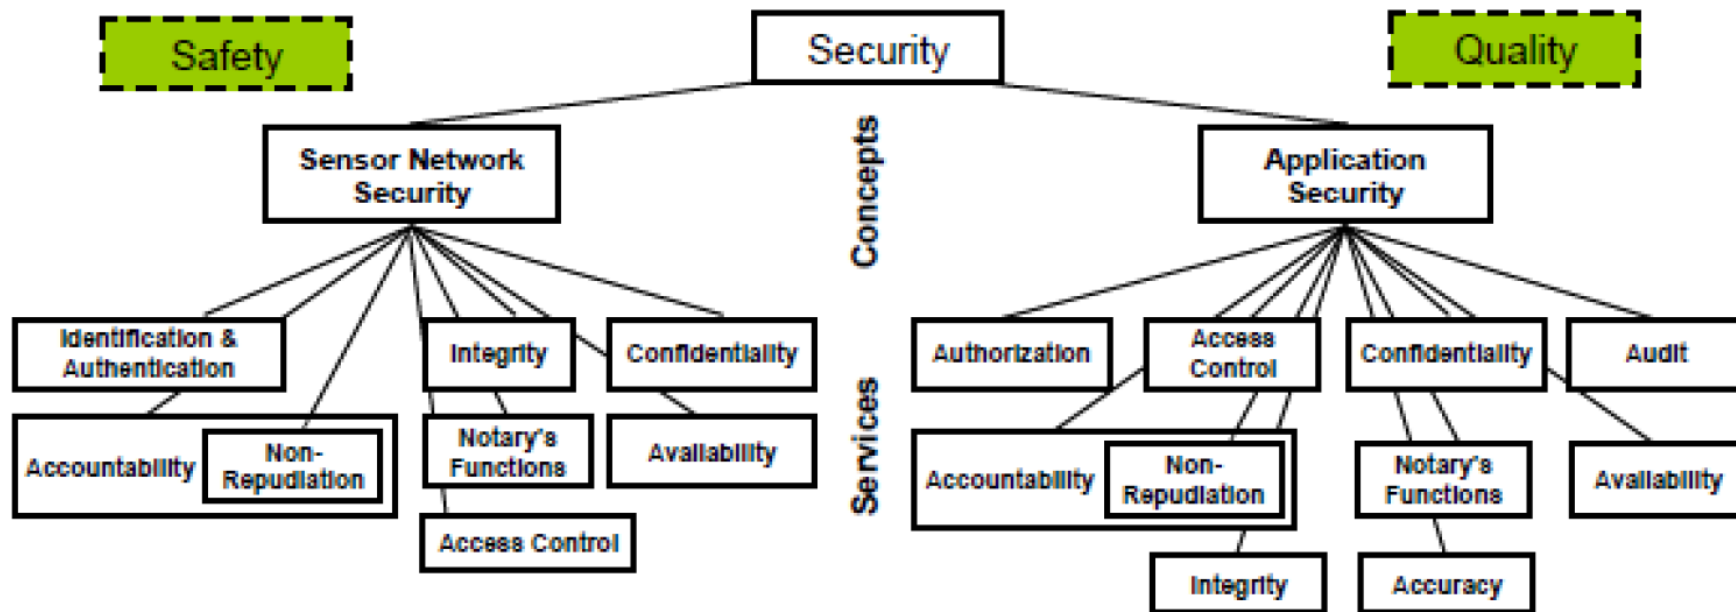 Safety
Security
Quality
Sensor Network
Security
Concepts
Application
Security
Identification &
Authentication
Integrity
Confidentiality
Authorization
Access
Control
Confidentiality
Audit
Services
Accountability
Non-
Repudiation
Notary's
Functions
Availability
Accountability
Non-
Repudiation
Notary's
Functions
Availability
Access Control
Integrity
Accuracy